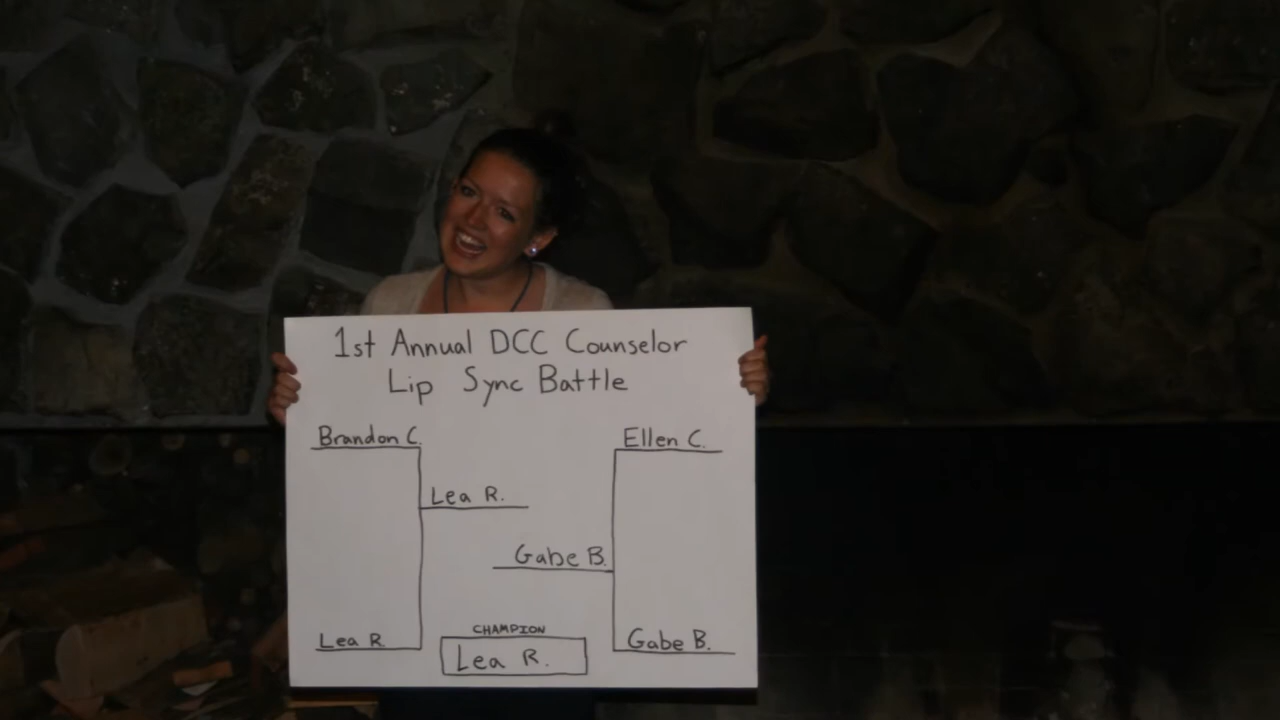 1st Annual DCC Counselor
Lip Sync Battle
Brandon C.
Ellen C.
Lea R.
Gabe B.
Lea R.
Gabe B.
CHAMPION
Lea R.